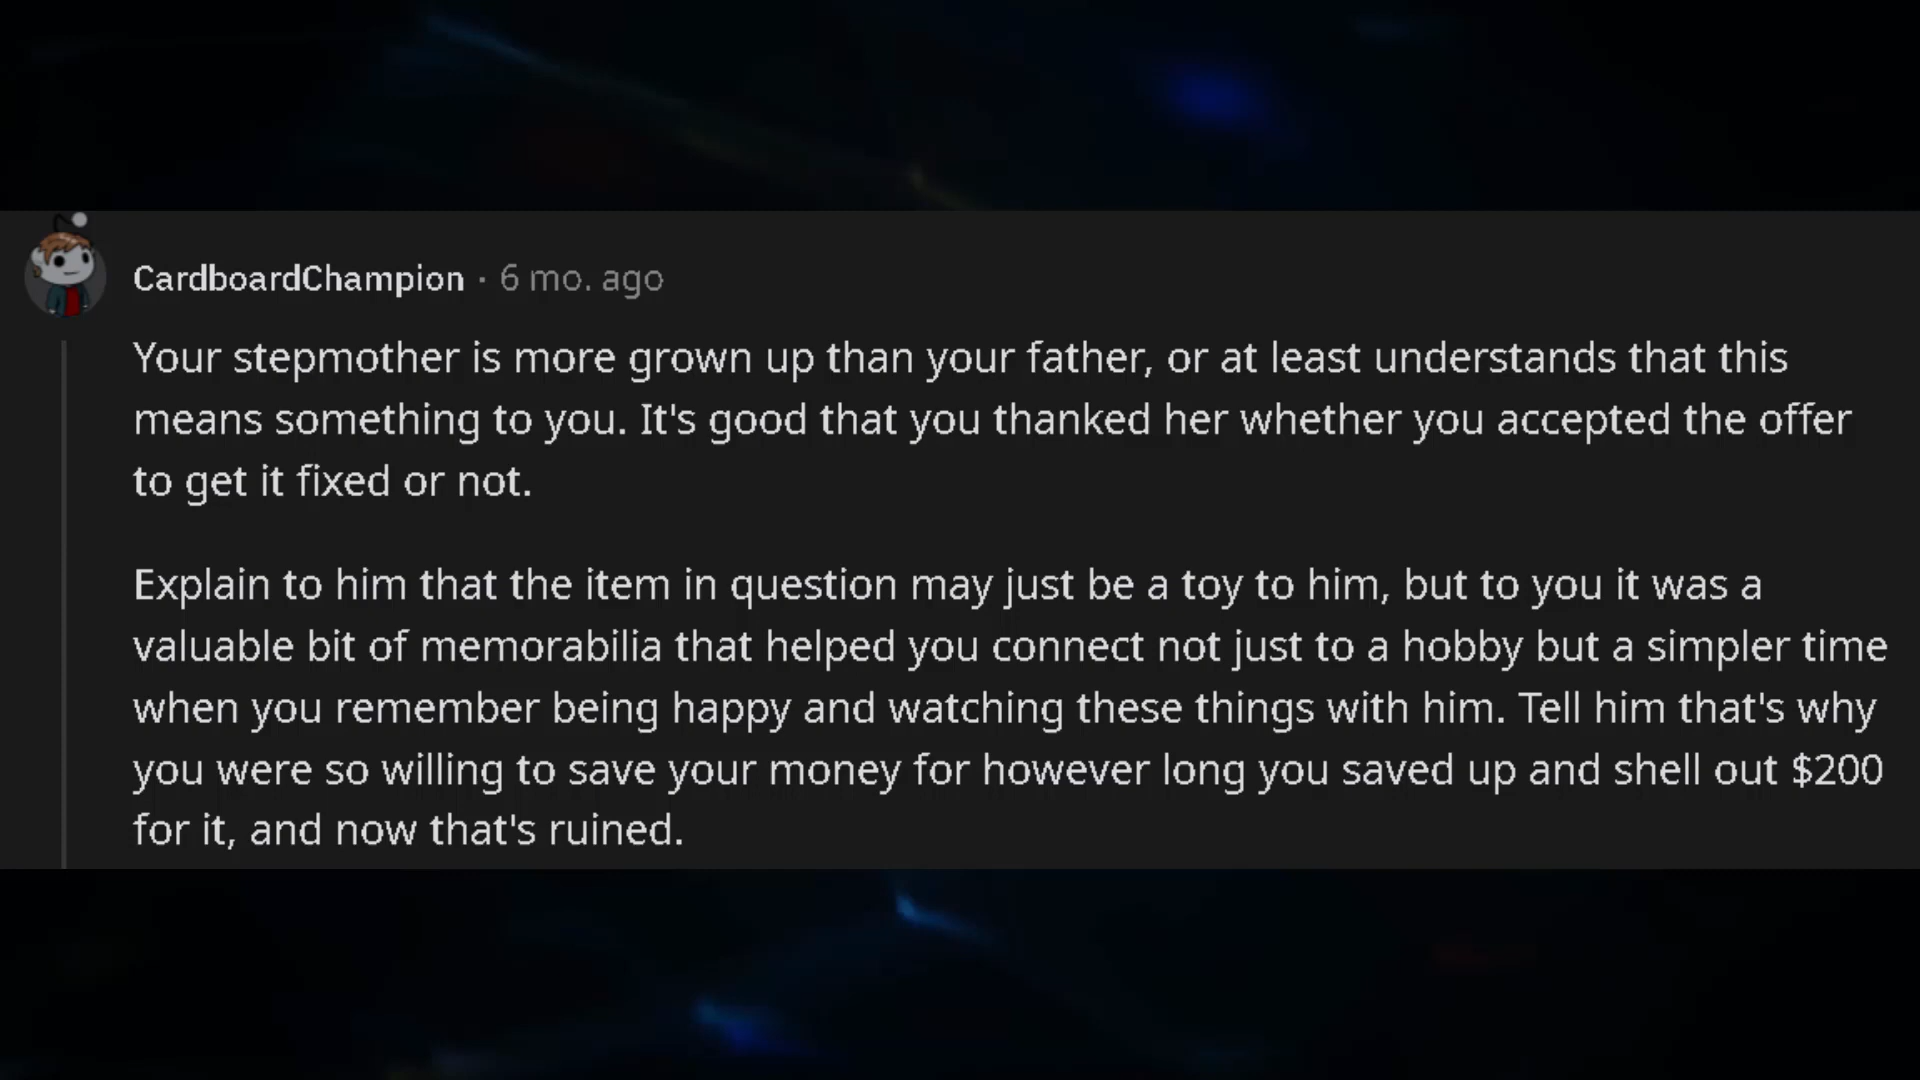 CardboardChampion · 6 mo. ago
Your stepmother is more grown up than your father, or at least understands that this
means something to you. It's good that you thanked her whether you accepted the offer
to get it fixed or not.
Explain to him that the item in question may just be a toy to him, but to you it was a
valuable bit of memorabilia that helped you connect not just to a hobby but a simpler time
when you remember being happy and watching these things with him. Tell him that's why
you were so willing to save your money for however long you saved up and shell out $200
for it, and now that's ruined.